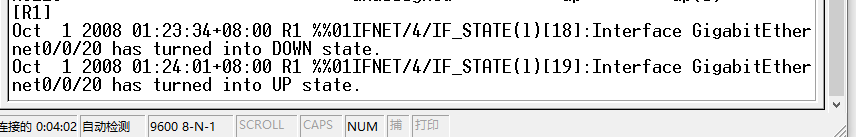 [R1]
Oct  1 2008 01:23:34+08:00 R1 %%01IFNET/4/IF_STATE(l)[18]:Interface GigabitEther
net0/0/20 has turned into DOWN state.
Oct  1 2008 01:24:01+08:00 R1 %%01IFNET/4/IF_STATE(l)[19]:Interface GigabitEther
net0/0/20 has turned into UP state.
连接的 0:04:02 自动检测 9600 8-N-1 SCROLL CAPS NUM 捕 打印